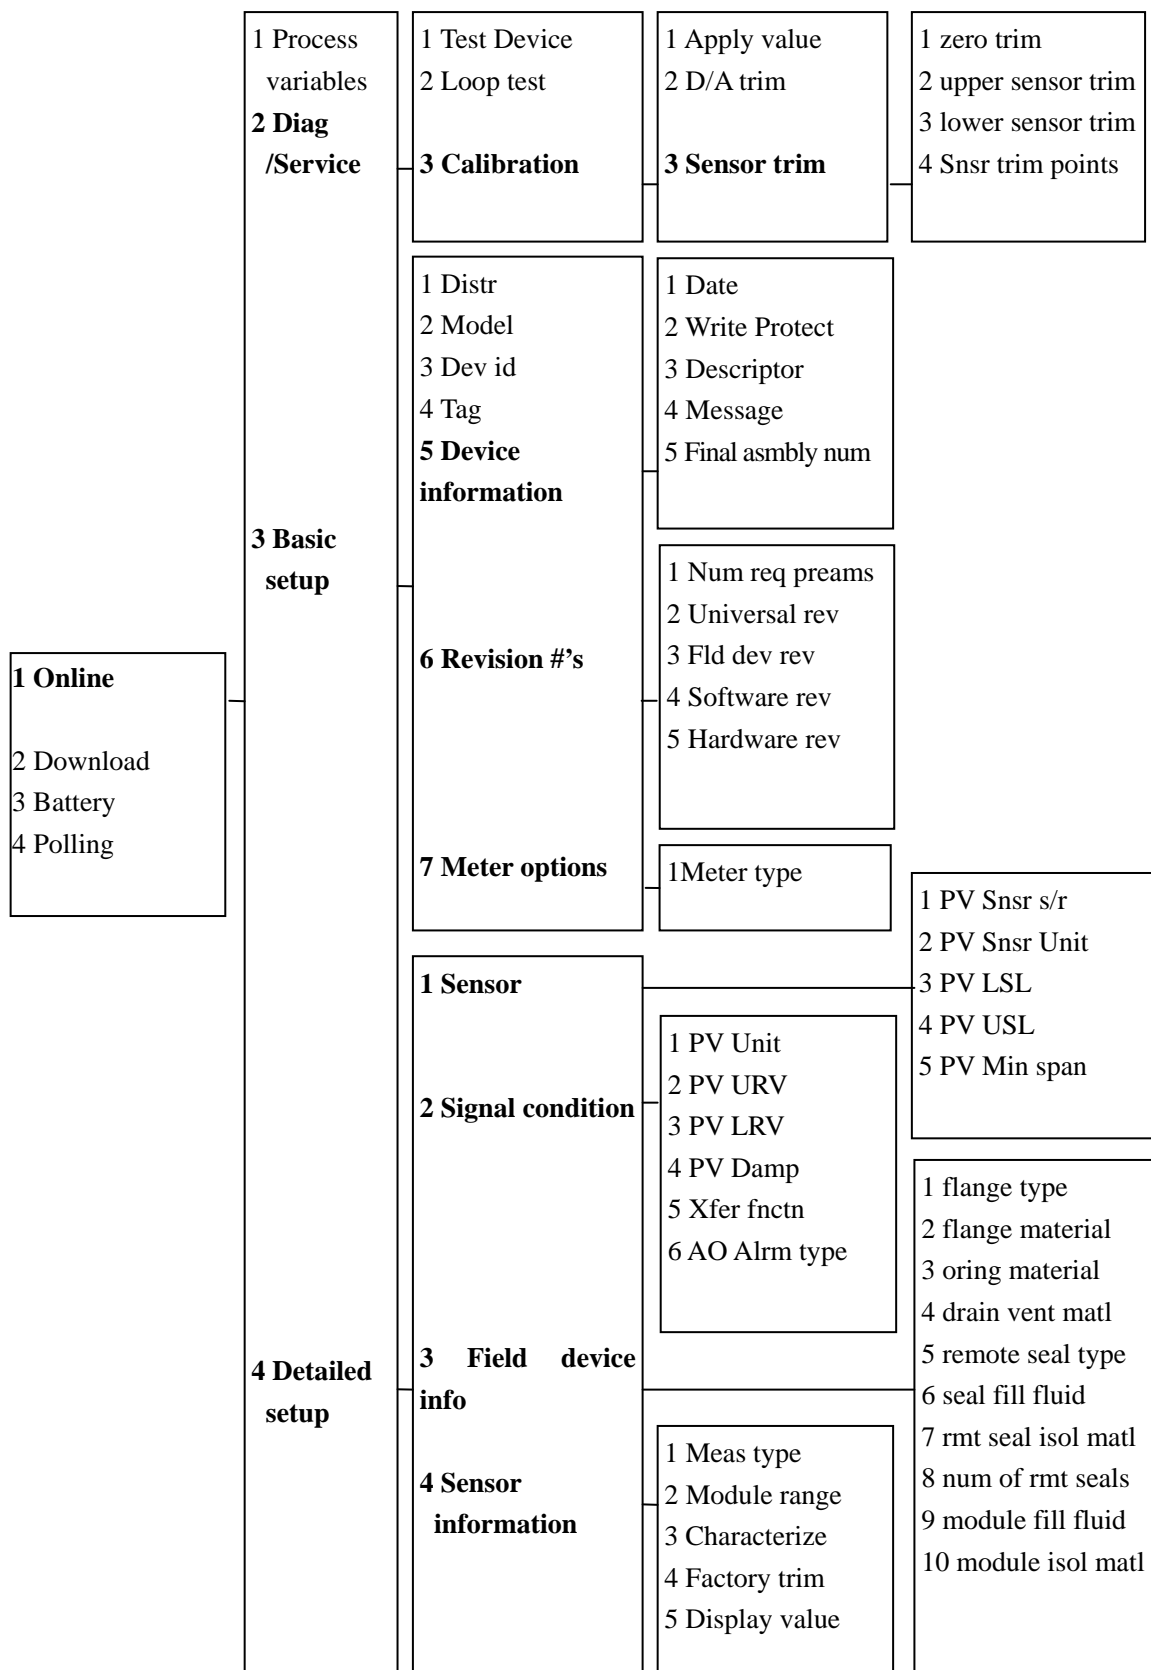 1 Online
2 Download
3 Battery
4 Polling
1 Process
variables
2 Diag
/Service
3 Basic
setup
4 Detailed
setup
1 Test Device
2 Loop test
3 Calibration
1 Apply value
2 D/A trim
3 Sensor trim
1 zero trim
2 upper sensor trim
3 lower sensor trim
4 Snsr trim points
1 Distr
2 Model
3 Dev id
4 Tag
5 Device
information
6 Revision #’s
7 Meter options
1 Date
2 Write Protect
3 Descriptor
4 Message
5 Final asmbly num
1 Num req preams
2 Universal rev
3 Fld dev rev
4 Software rev
5 Hardware rev
1Meter type
1 Sensor
2 Signal condition
3 Field device
info
4 Sensor
information
1 PV Snsr s/r
2 PV Snsr Unit
3 PV LSL
4 PV USL
5 PV Min span
1 PV Unit
2 PV URV
3 PV LRV
4 PV Damp
5 Xfer fnctn
6 AO Alrm type
1 flange type
2 flange material
3 oring material
4 drain vent matl
5 remote seal type
6 seal fill fluid
7 rmt seal isol matl
8 num of rmt seals
9 module fill fluid
10 module isol matl
1 Meas type
2 Module range
3 Characterize
4 Factory trim
5 Display value